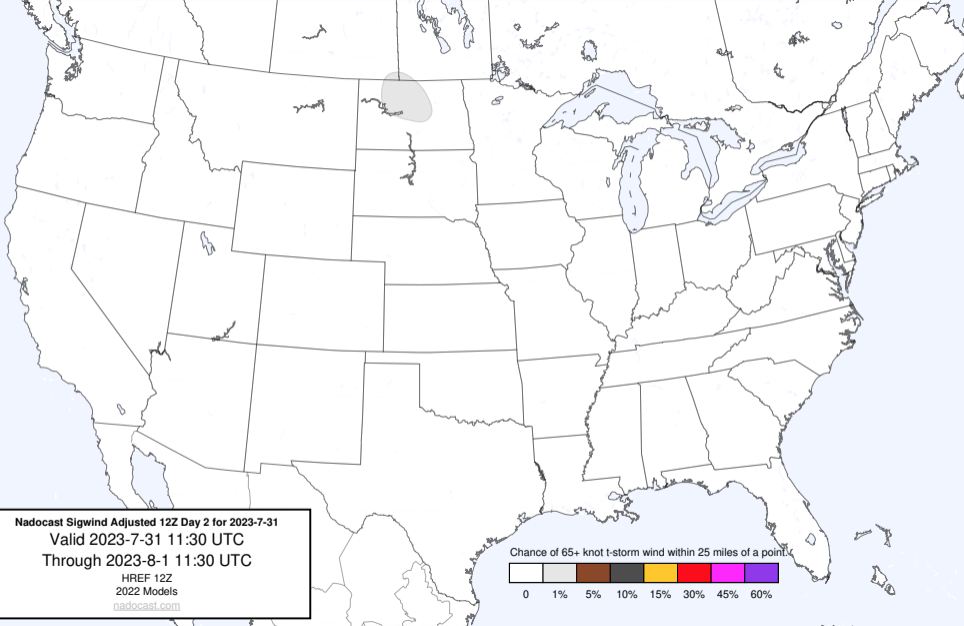 Nadocast Sigwind Adjusted 12Z Day 2 for 2023-7-31
Valid 2023-7-31 11:30 UTC
Through 2023-8-1 11:30 UTC
HREF 12Z
2022 Models
nadocast.com
Chance of 65+ knot t-storm wind within 25 miles of a point.
0 1% 5% 10% 15% 30% 45% 60%